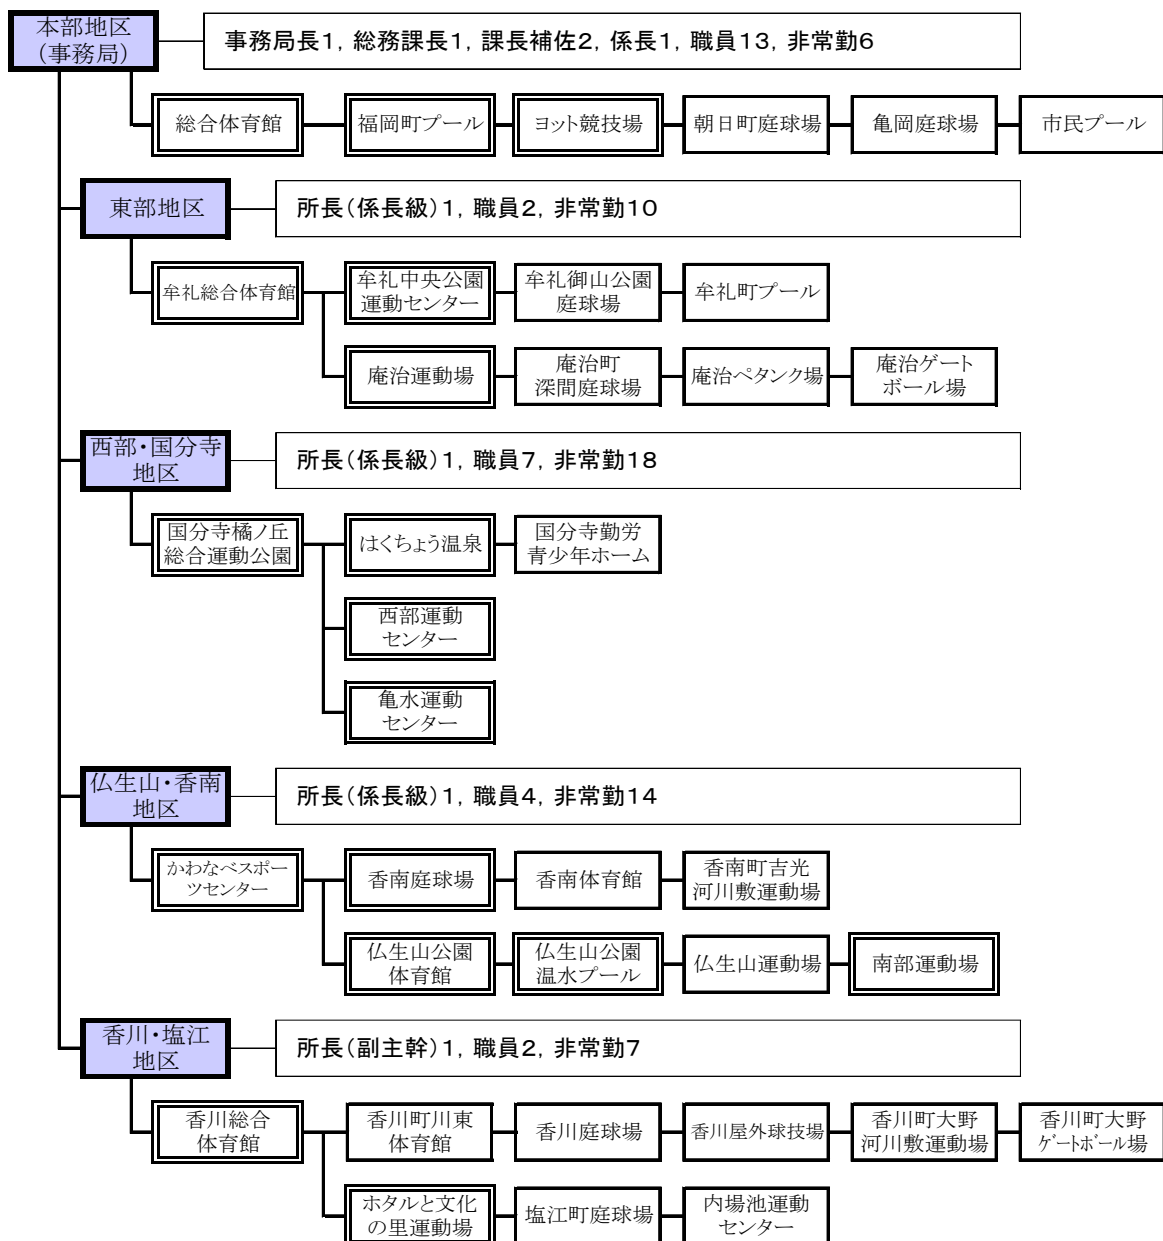 本部地区
(事務局)
事務局長1, 総務課長1, 課長補佐2, 係長1, 職員13, 非常勤6
総合体育館
福岡町プール
ヨット競技場
朝日町庭球場
亀岡庭球場
市民プール
東部地区
所長(係長級)1, 職員2, 非常勤10
牟礼総合体育館
牟礼中央公園
運動センター
牟礼御山公園
庭球場
牟礼町プール
庵治運動場
庵治町
深間庭球場
庵治ペタンク場
庵治ゲート
ボール場
西部・国分寺
地区
所長(係長級)1, 職員7, 非常勤18
国分寺橘ノ丘
総合運動公園
はくちょう温泉
国分寺勤労
青少年ホーム
西部運動
センター
亀水運動
センター
仏生山・香南
地区
所長(係長級)1, 職員4, 非常勤14
かわなべスポー
ツセンター
香南庭球場
香南体育館
香南町吉光
河川敷運動場
仏生山公園
体育館
仏生山公園
温水プール
仏生山運動場
南部運動場
香川・塩江
地区
所長(副主幹)1, 職員2, 非常勤7
香川総合
体育館
香川町川東
体育館
香川庭球場
香川屋外球技場
香川町大野
河川敷運動場
香川町大野
ゲートボール場
ホタルと文化
の里運動場
塩江町庭球場
内場池運動
センター